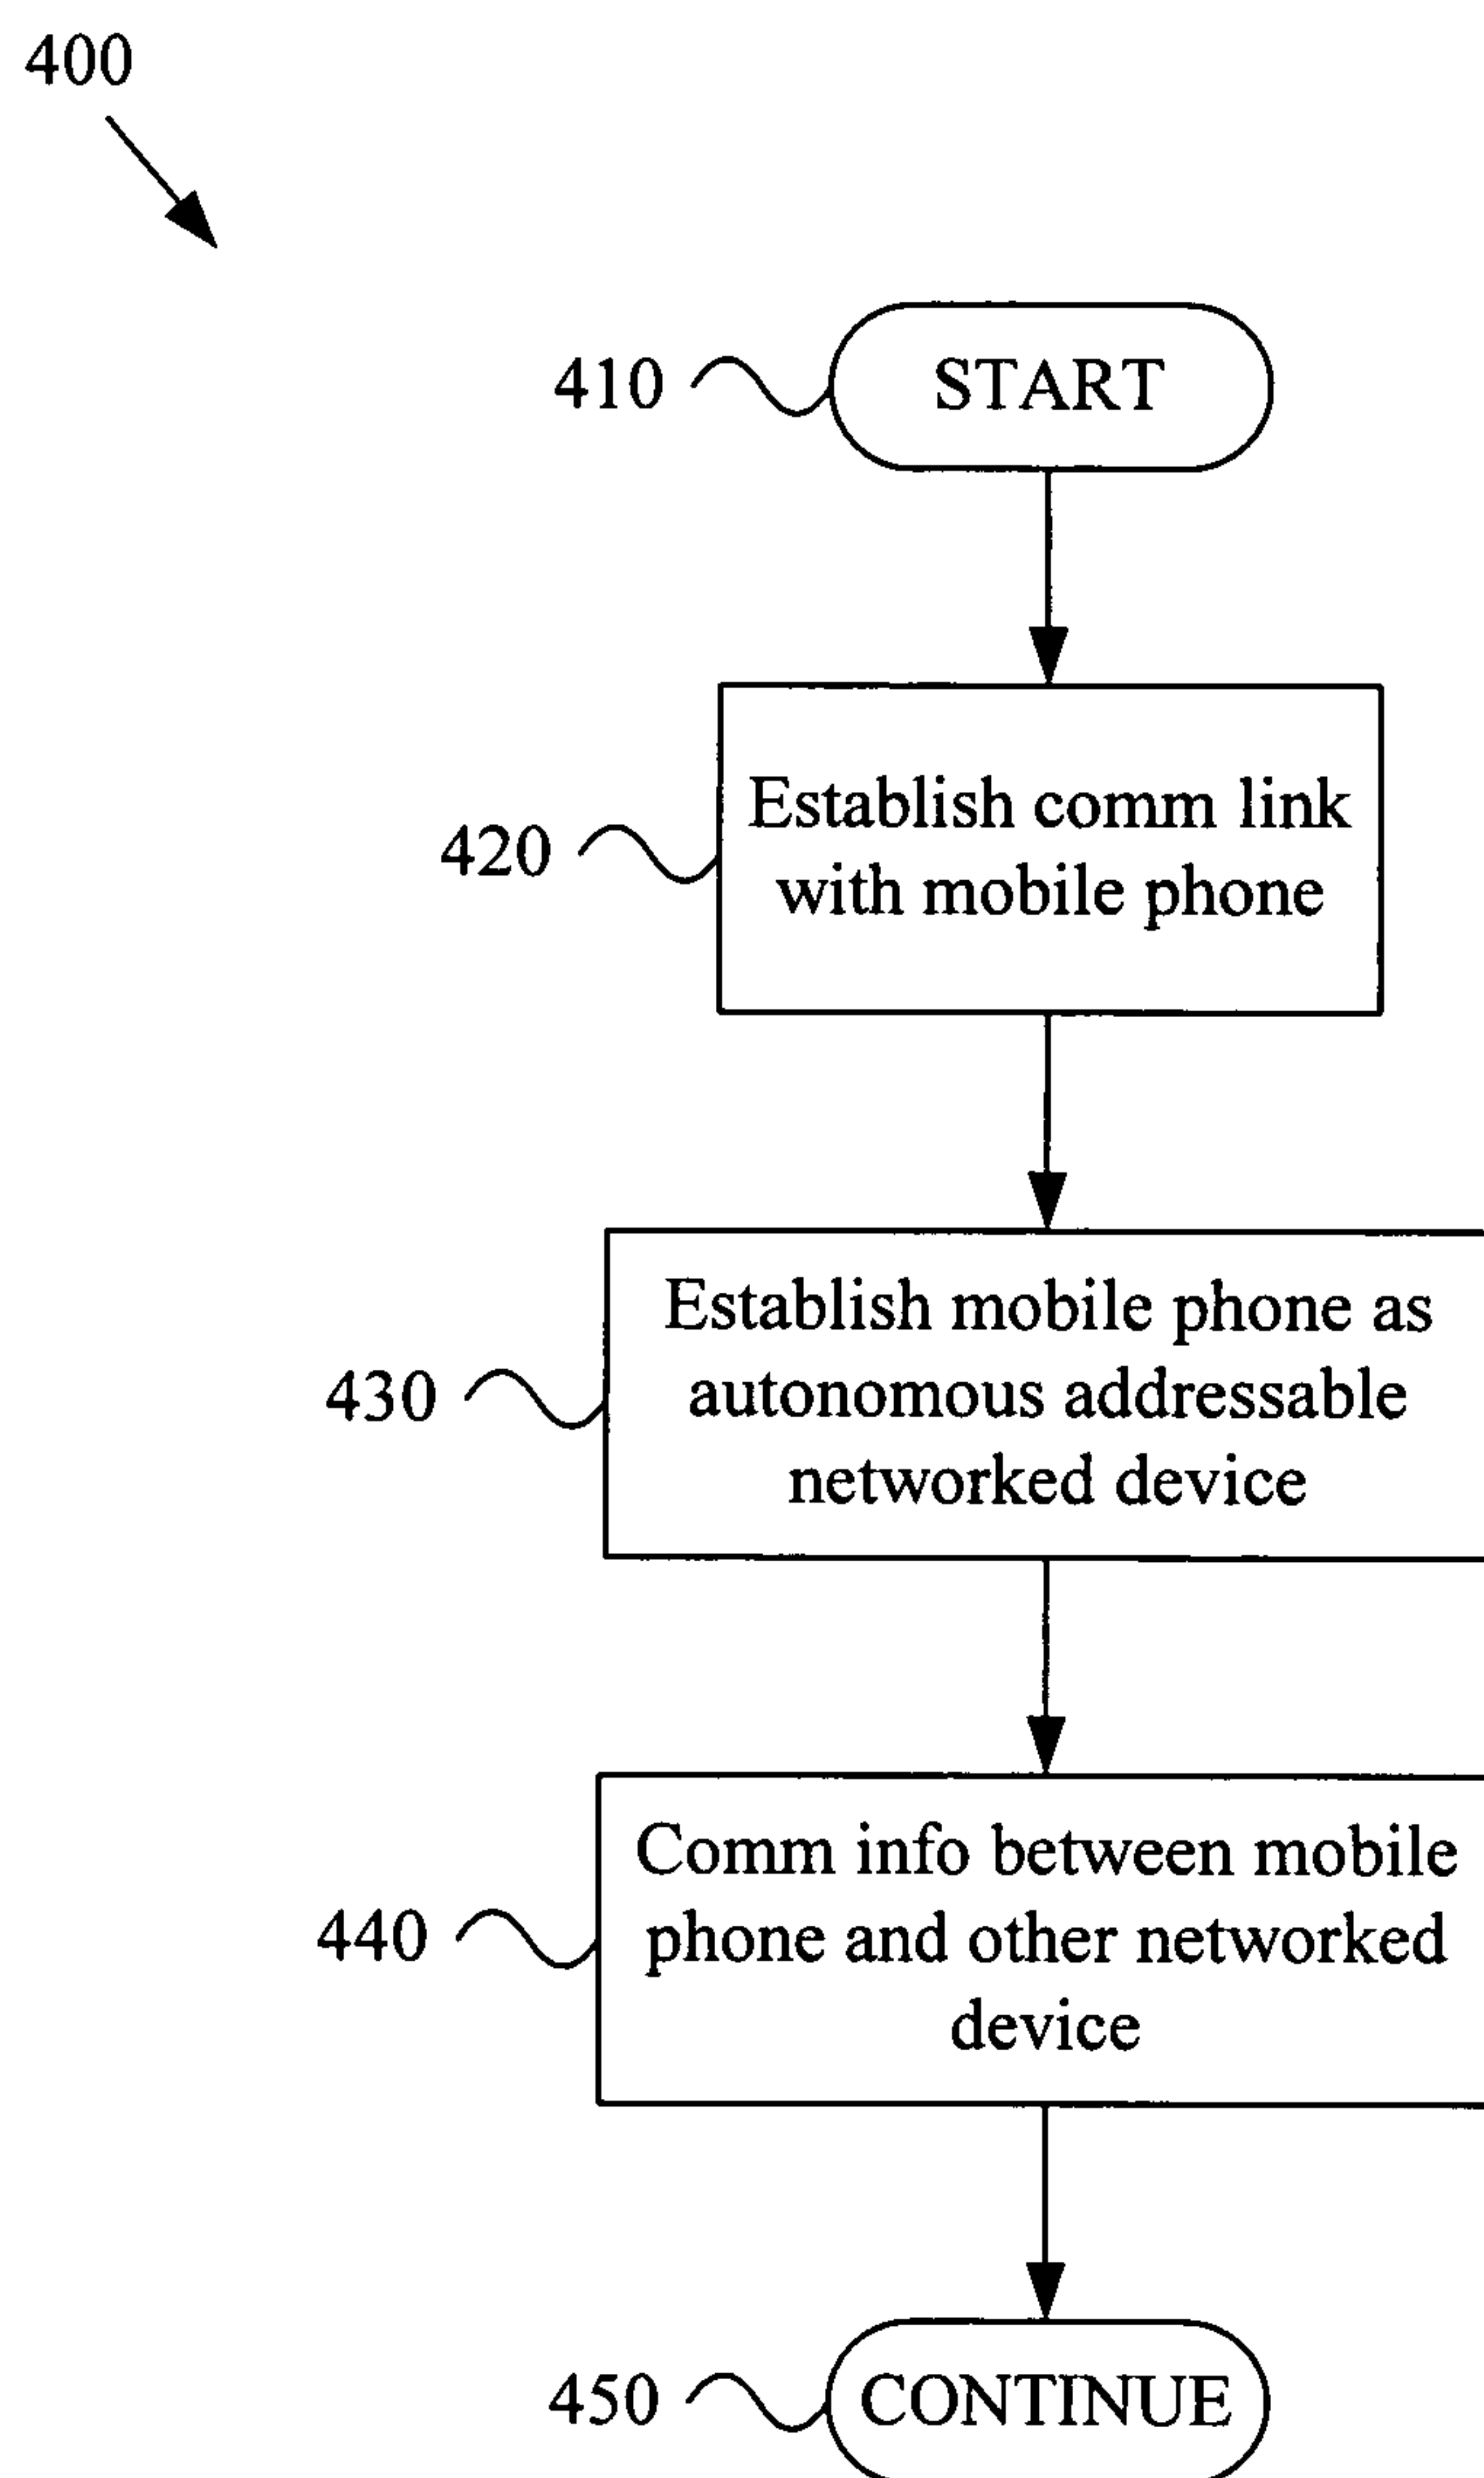 400
410
START
420
Establish comm link
with mobile phone
430
Establish mobile phone as
autonomous addressable
networked device
440
Comm info between mobile
phone and other networked
device
450
CONTINUE